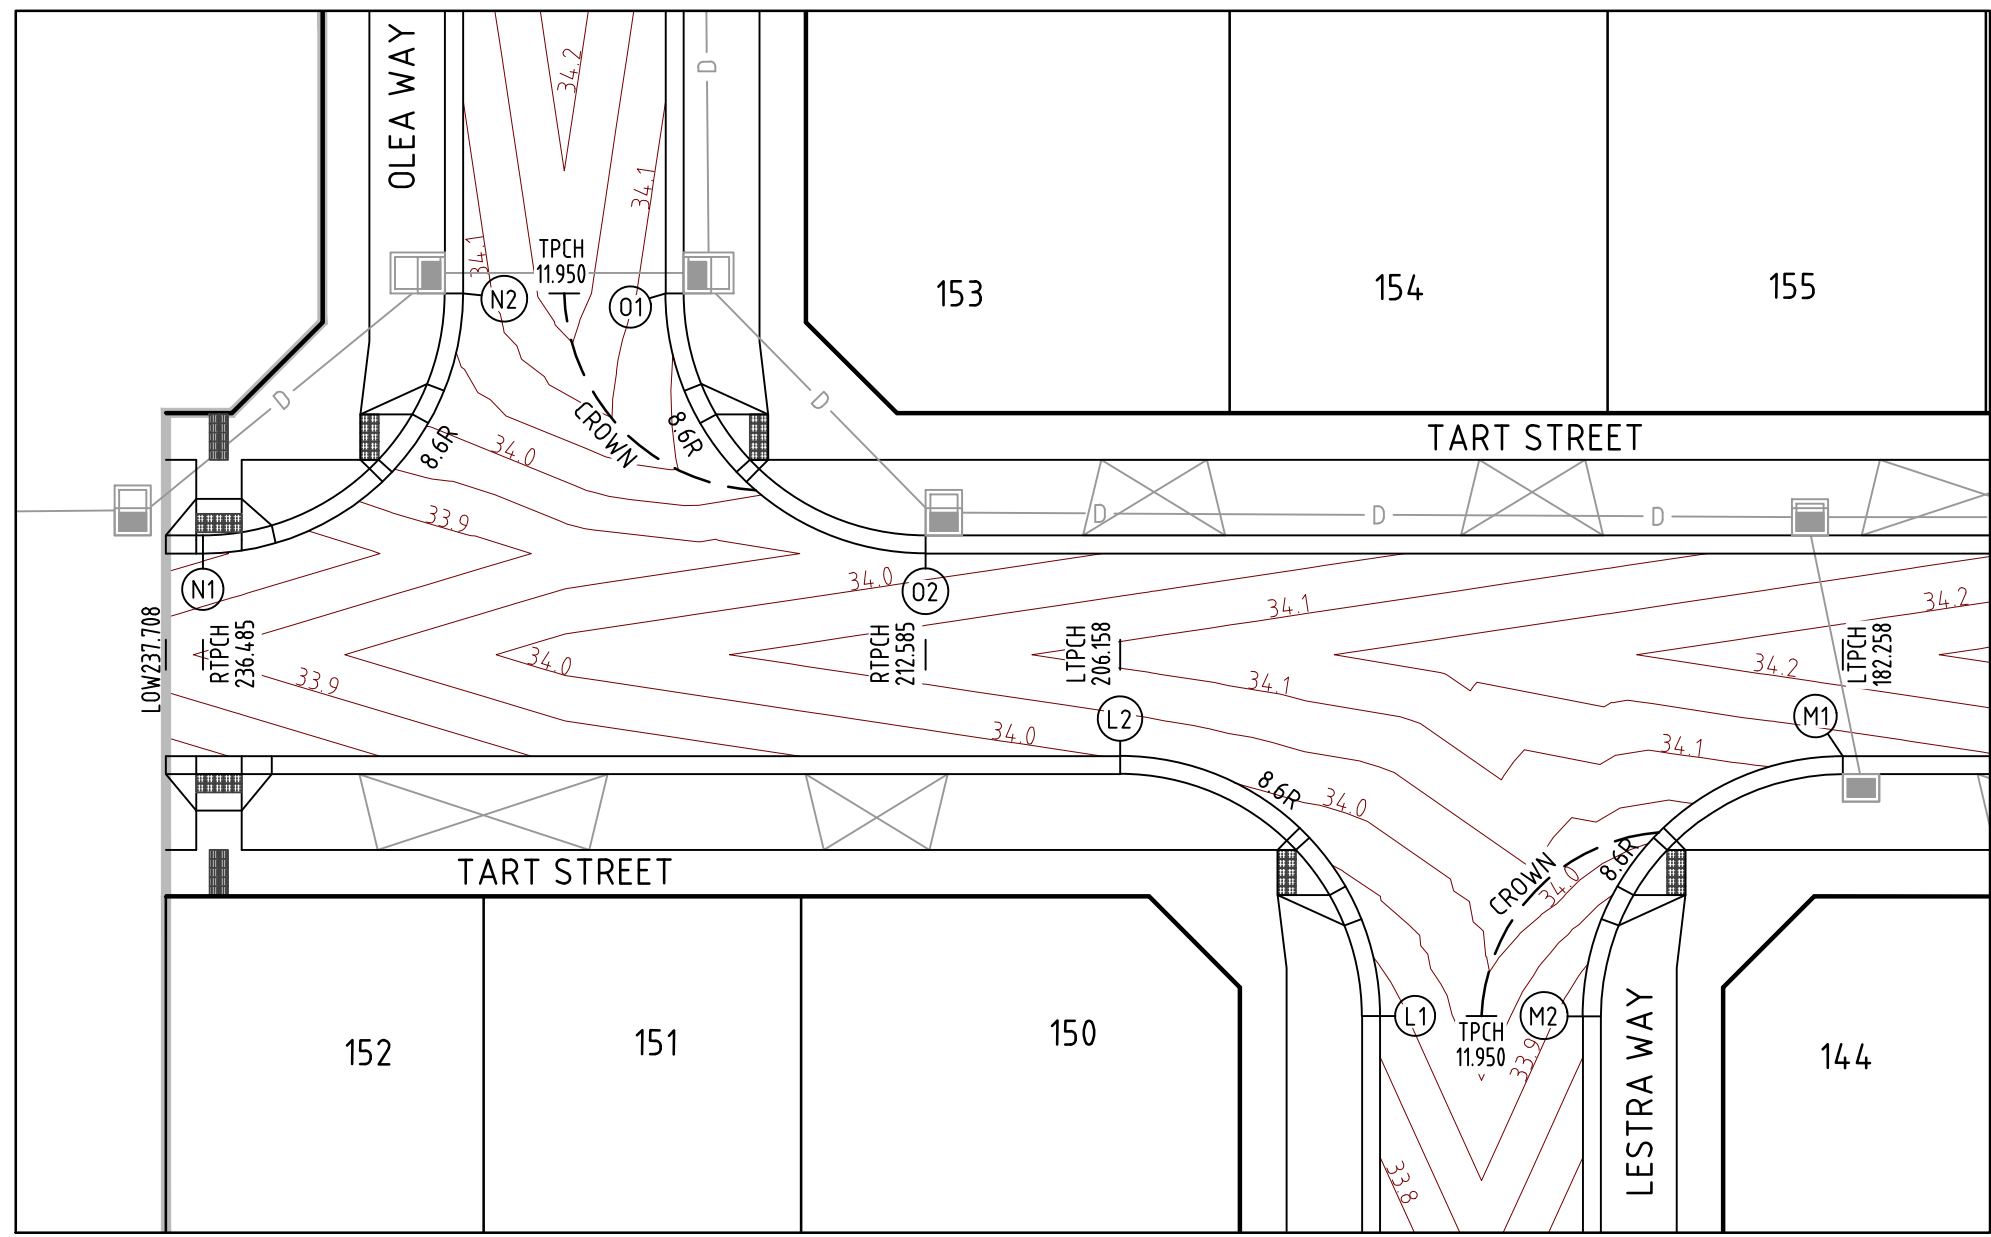 OLEA WAY
34.2
D
34.1
34.1
TPCH
11.950
N2
O1
153
154
155
D
D
CROWN
8.6R
8.6R
34.0
TART STREET
33.9
D
D
D
N1
34.0
O2
34.1
34.2
LOW237.708
RTPCH
236.485
33.9
34.0
RTPCH
212.585
LTPCH
206.158
34.1
34.2
LTPCH
182.258
L2
M1
34.0
34.1
8.6R
34.0
TART STREET
CROWN
34.0
8.6R
152
151
150
L1
TPCH
11.950
M2
33.9
LESTRA WAY
144
33.8